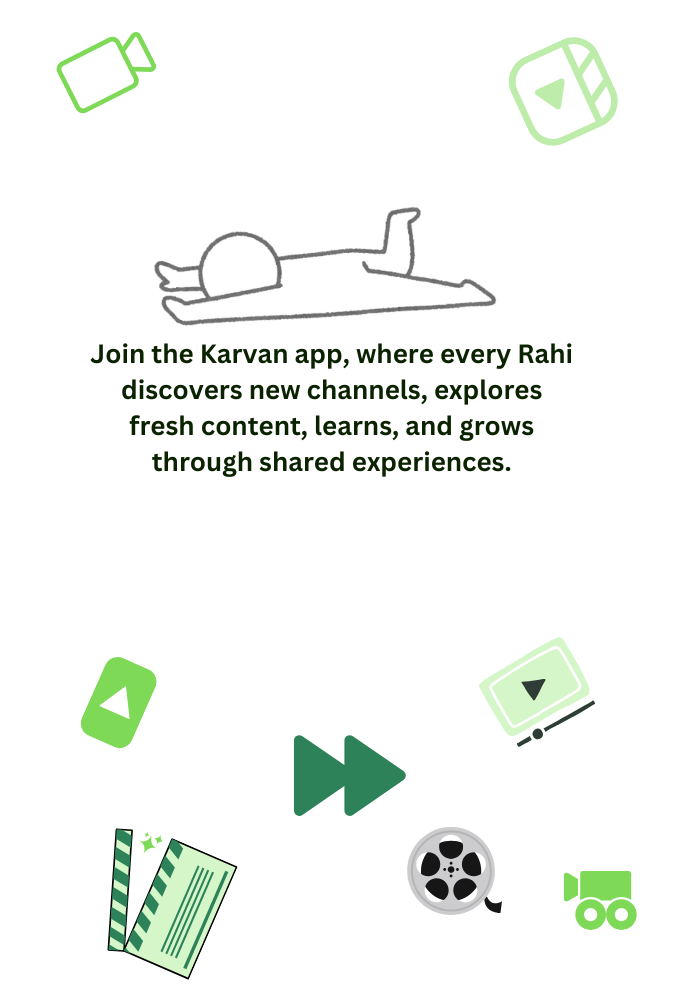 Join the Karvan app, where every Rahi
discovers new channels, explores
fresh content, learns, and grows
through shared experiences.